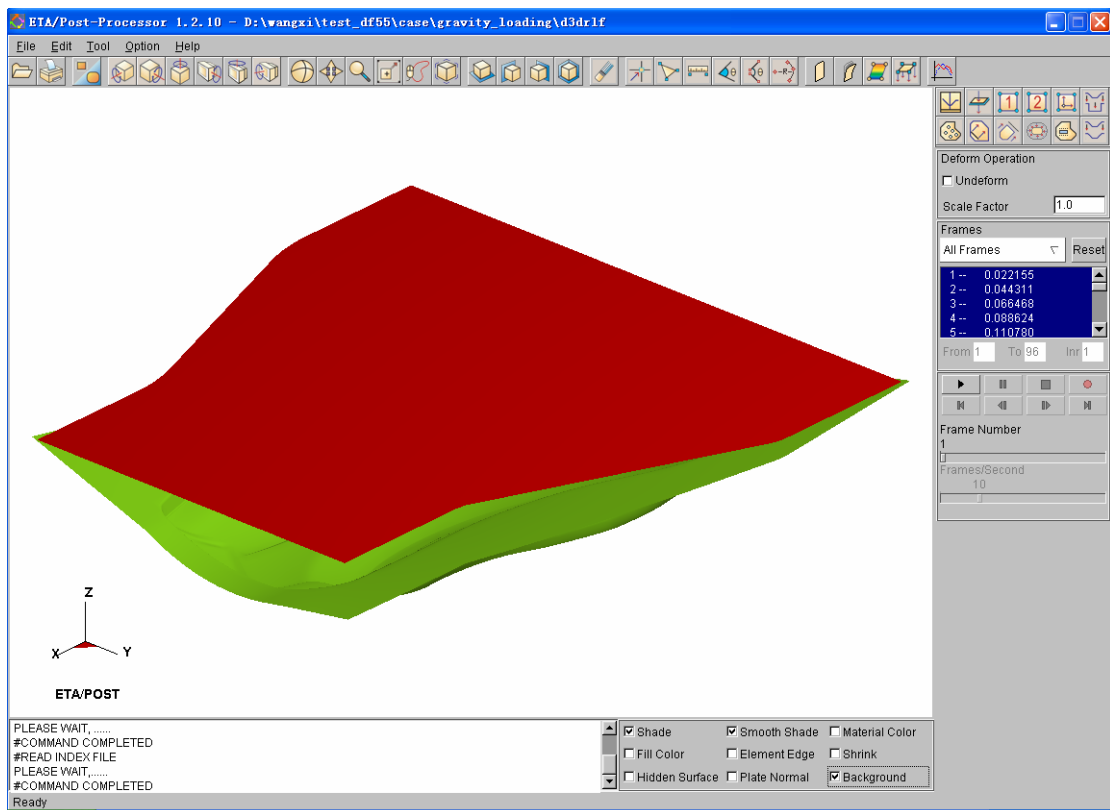 ETA/Post-Processor 1.2.10 - D:\wangxi\test_df55\case\gravity_loading\d3drlf
File Edit Tool Option Help
1 2
Deform Operation
Undeform
Scale Factor 1.0
Frames
All Frames Reset
1 -- 0.022155
2 -- 0.044311
3 -- 0.066468
4 -- 0.088624
5 -- 0.110780
From 1 To 96 Inr 1
Frame Number
1
Frames/Second
10
Z
X Y
ETA/POST
PLEASE WAIT, ......
#COMMAND COMPLETED
#READ INDEX FILE
PLEASE WAIT,......
#COMMAND COMPLETED
Shade Smooth Shade Material Color
Fill Color Element Edge Shrink
Hidden Surface Plate Normal Background
Ready